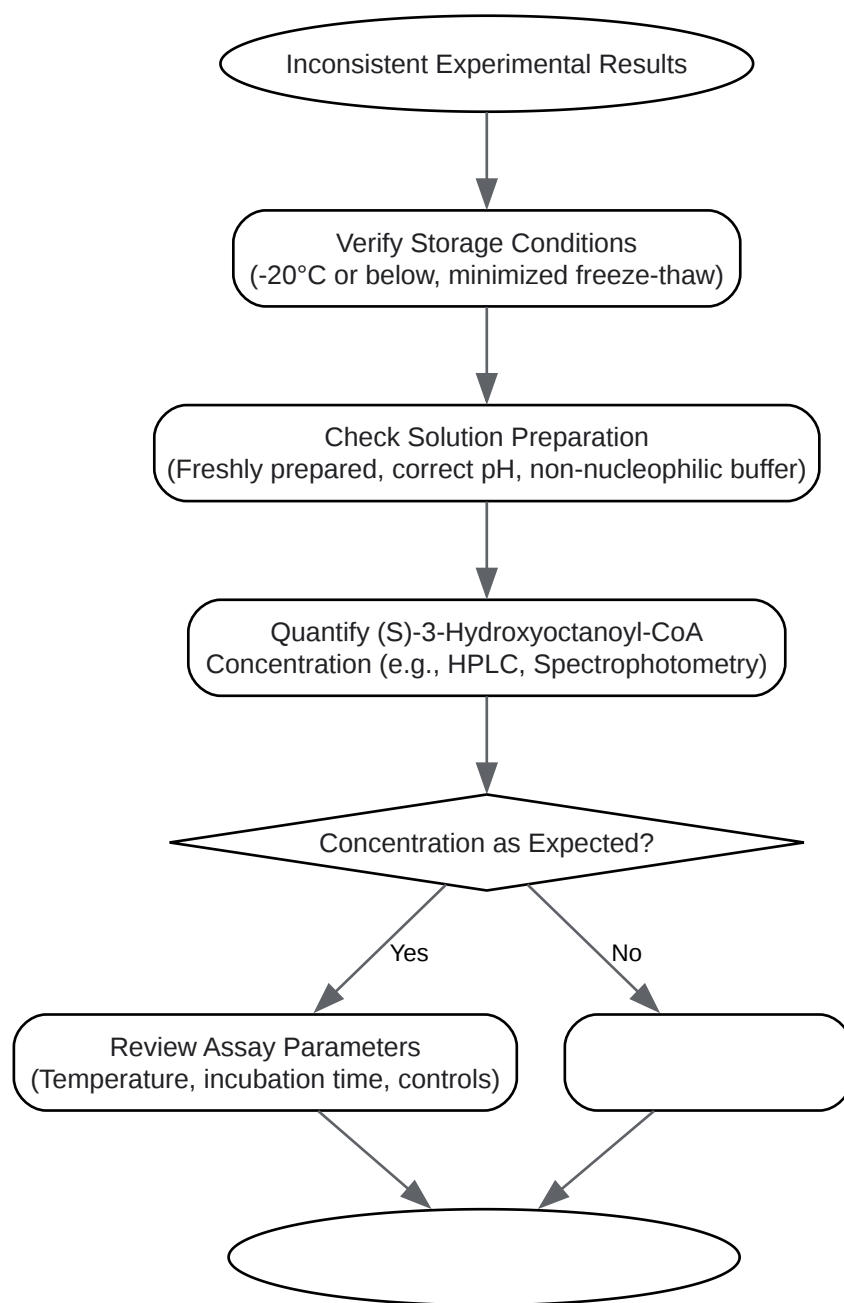 Inconsistent Experimental Results
Verify Storage Conditions
(-20°C or below, minimized freeze-thaw)
Check Solution Preparation
(Freshly prepared, correct pH, non-nucleophilic buffer)
Quantify (S)-3-Hydroxyoctanoyl-CoA
Concentration (e.g., HPLC, Spectrophotometry)
Concentration as Expected?
Yes
No
Review Assay Parameters
(Temperature, incubation time, controls)